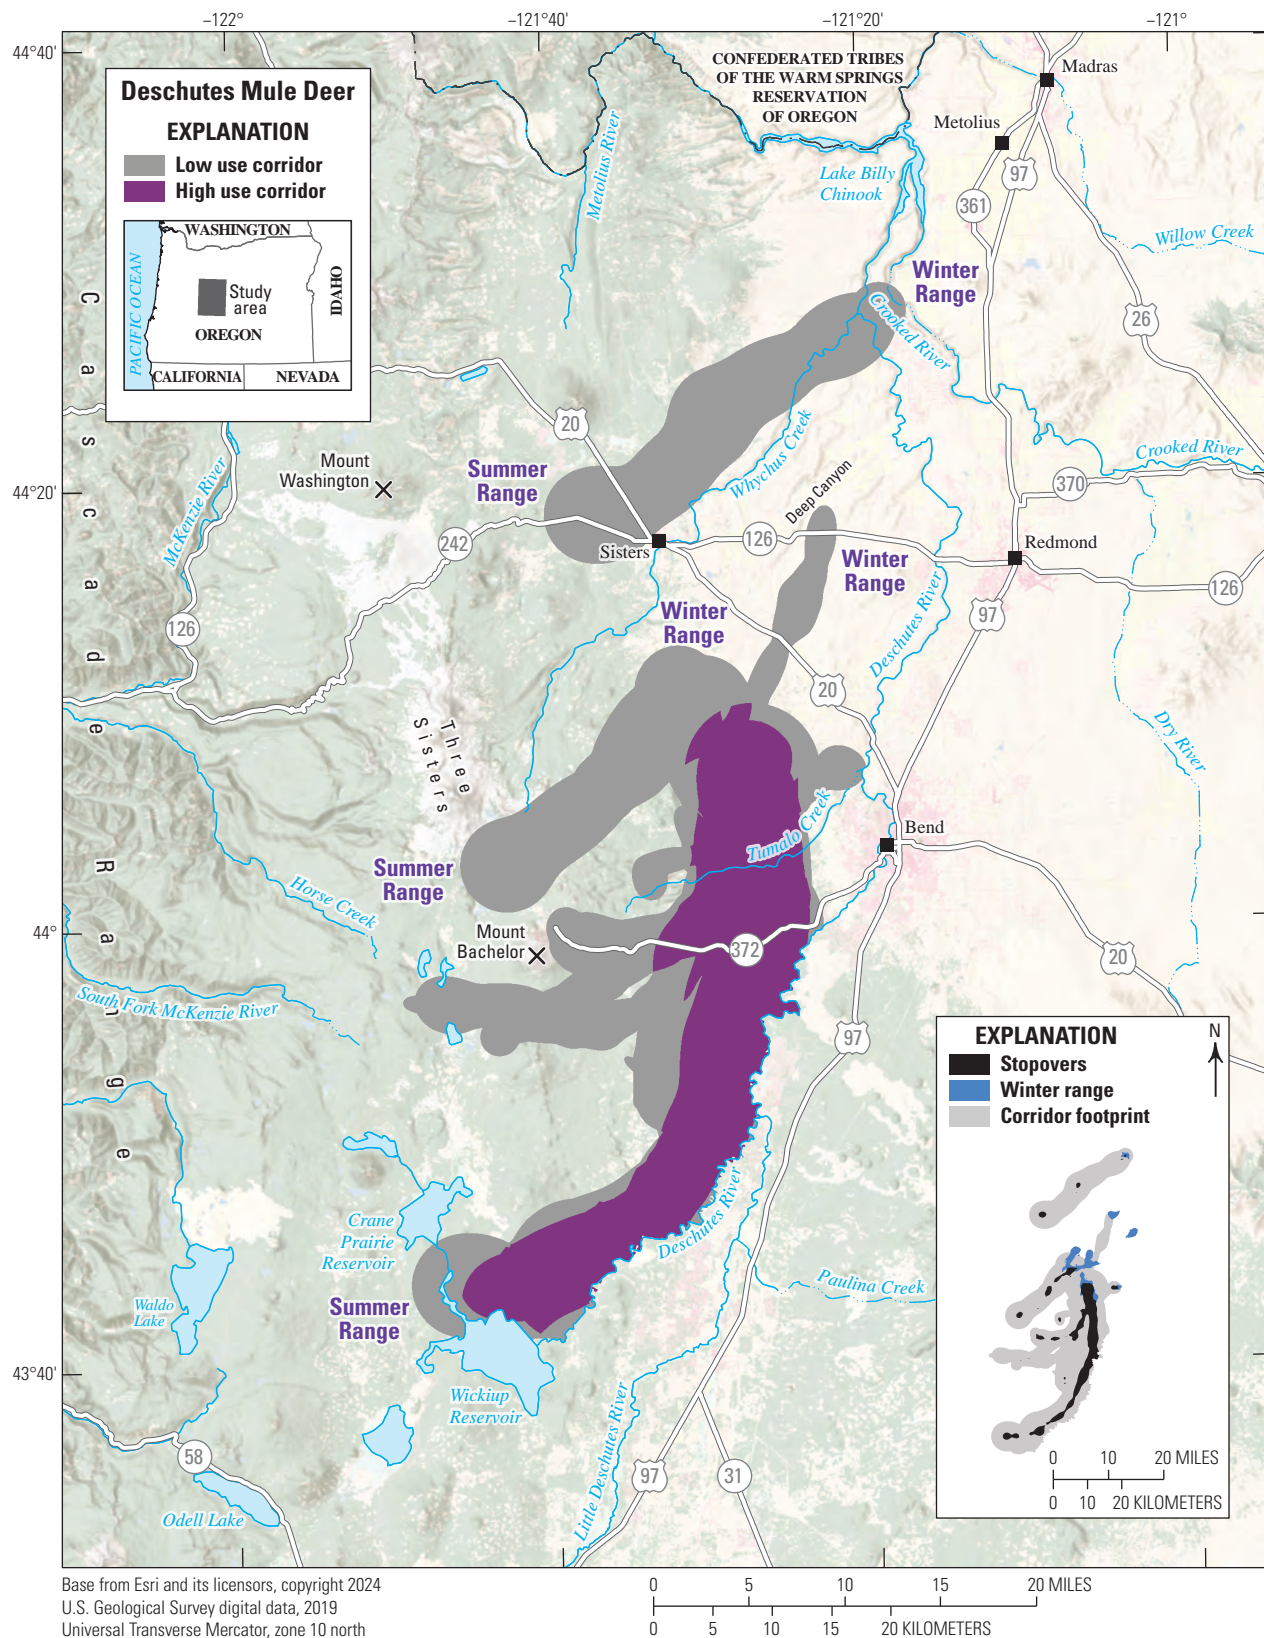 –122°
–121°40'
–121°20'
–121°
44°40'
44°20'
44°
43°40'
Deschutes Mule Deer
EXPLANATION
Low use corridor
High use corridor
WASHINGTON
PACIFIC OCEAN
IDAHO
Study
area
OREGON
CALIFORNIA
NEVADA
CONFEDERATED TRIBES
OF THE WARM SPRINGS
RESERVATION
OF OREGON
Madras
Metolius
97
361
Metolius River
Lake Billy
Chinook
Willow Creek
Winter
Range
26
Crooked River
20
Cascade Range
Mount
Washington
Summer
Range
Whychus Creek
Crooked River
370
McKenzie River
Deep Canyon
242
Sisters
126
Redmond
Winter
Range
126
Winter
Range
97
126
Deschutes River
20
Three
Sisters
Dry River
Tumalo Creek
Bend
Summer
Range
Horse Creek
Mount
Bachelor
372
20
South Fork McKenzie River
97
EXPLANATION
N
Stopovers
Winter range
Corridor footprint
Crane
Prairie
Reservoir
Deschutes River
Paulina Creek
Waldo
Lake
Summer
Range
Wickiup
Reservoir
Little Deschutes River
58
97
31
Odell Lake
0 10 20 MILES
0 10 20 KILOMETERS
Base from Esri and its licensors, copyright 2024
U.S. Geological Survey digital data, 2019
Universal Transverse Mercator, zone 10 north
0 5 10 15 20 MILES
0 5 10 15 20 KILOMETERS